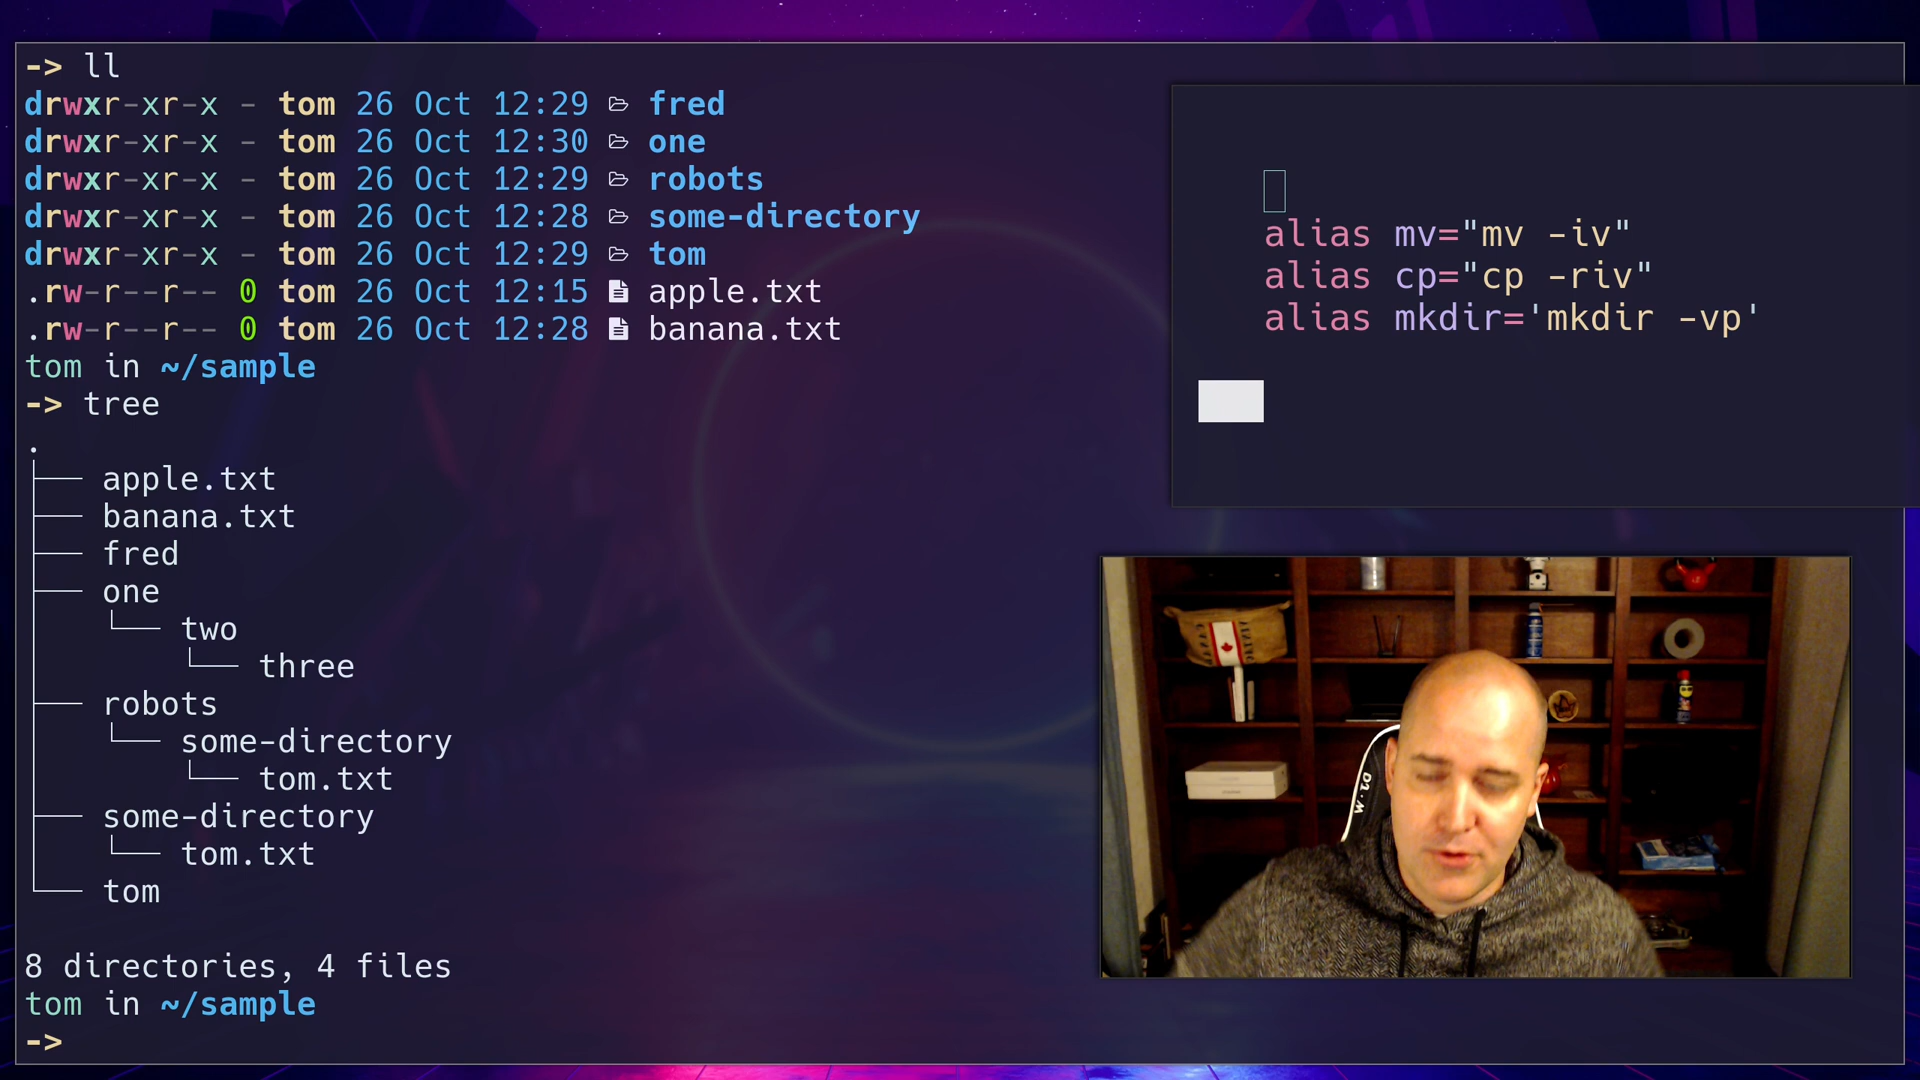 -> ll
drwxr-xr-x - tom 26 Oct 12:29 fred
drwxr-xr-x - tom 26 Oct 12:30 one
drwxr-xr-x - tom 26 Oct 12:29 robots
drwxr-xr-x - tom 26 Oct 12:28 some-directory
drwxr-xr-x - tom 26 Oct 12:29 tom
.rw-r--r-- 0 tom 26 Oct 12:15 apple.txt
.rw-r--r-- 0 tom 26 Oct 12:28 banana.txt
tom in ~/sample
-> tree
.
├── apple.txt
├── banana.txt
├── fred
├── one
│   └── two
│       └── three
├── robots
│   └── some-directory
│       └── tom.txt
├── some-directory
│   └── tom.txt
└── tom
8 directories, 4 files
tom in ~/sample
->
alias mv="mv -iv"
alias cp="cp -riv"
alias mkdir='mkdir -vp'